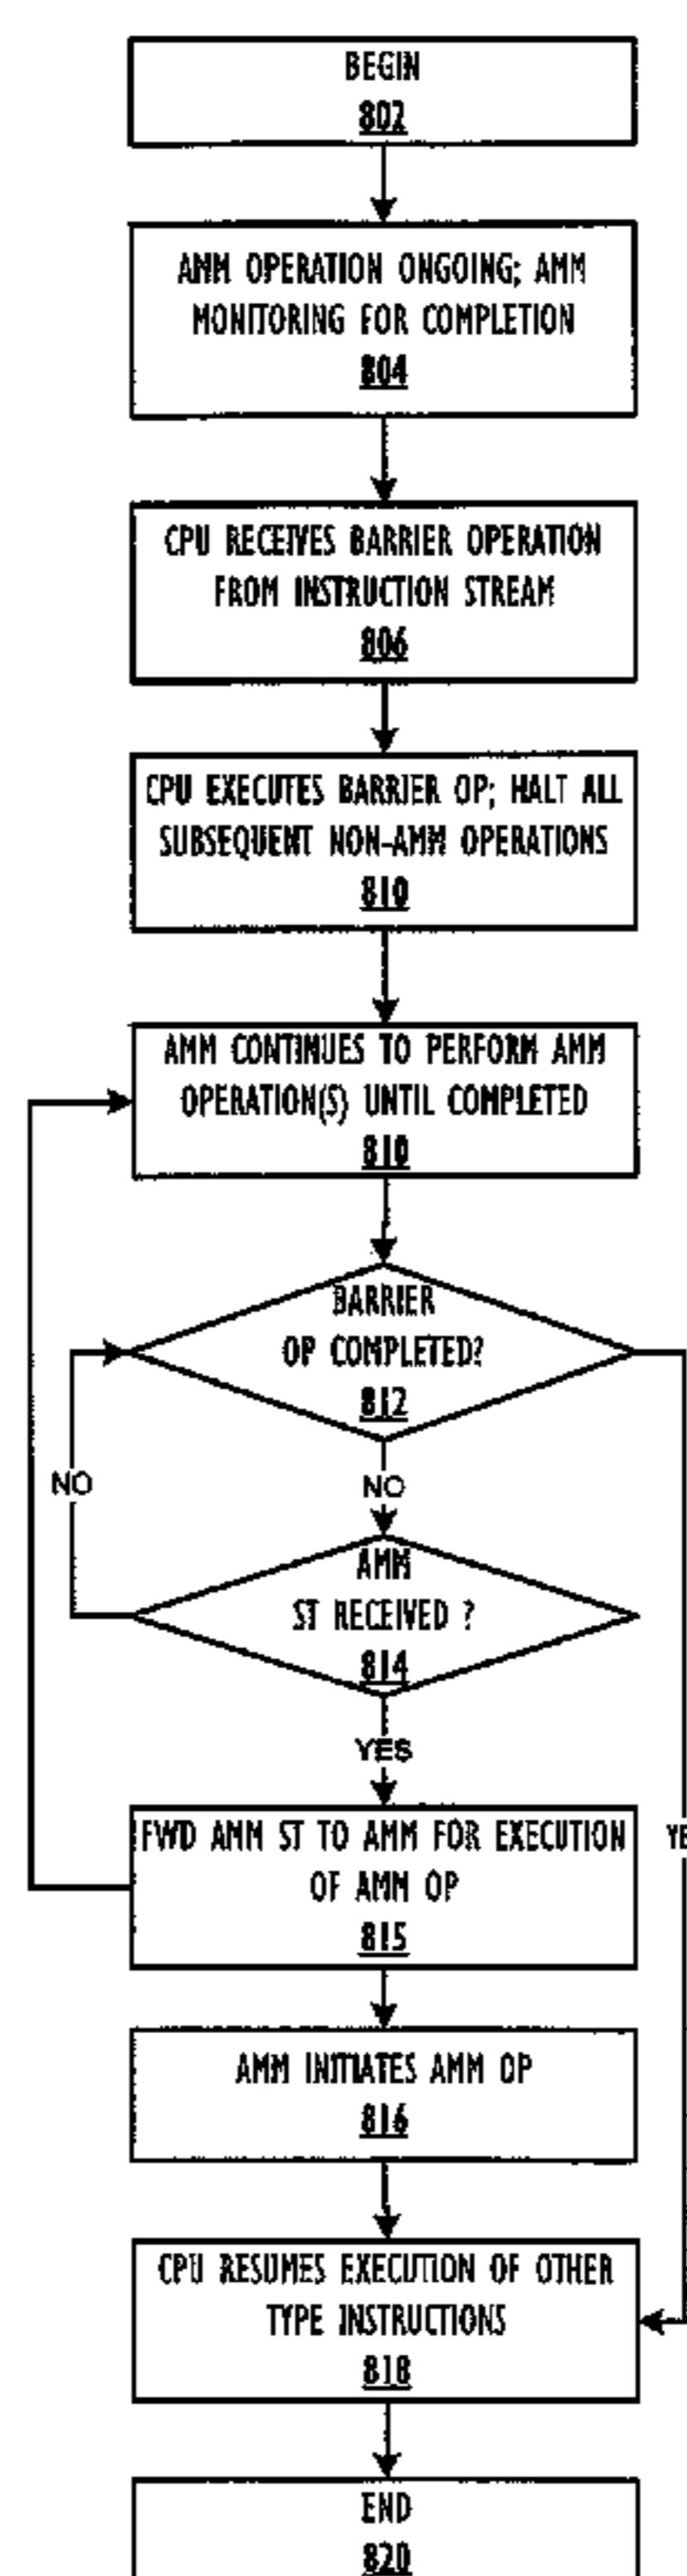 BEGIN
802
AMM OPERATION ONGOING; AMM
MONITORING FOR COMPLETION
804
CPU RECEIVES BARRIER OPERATION
FROM INSTRUCTION STREAM
806
CPU EXECUTES BARRIER OP; HALT ALL
SUBSEQUENT NON-AMM OPERATIONS
810
AMM CONTINUES TO PERFORM AMM
OPERATION(S) UNTIL COMPLETED
810
BARRIER
OP COMPLETED?
812
NO
NO
AMM
ST RECEIVED ?
814
YES
FWD AMM ST TO AMM FOR EXECUTION
OF AMM OP
815
YE
AMM INITIATES AMM OP
816
CPU RESUMES EXECUTION OF OTHER
TYPE INSTRUCTIONS
818
END
820